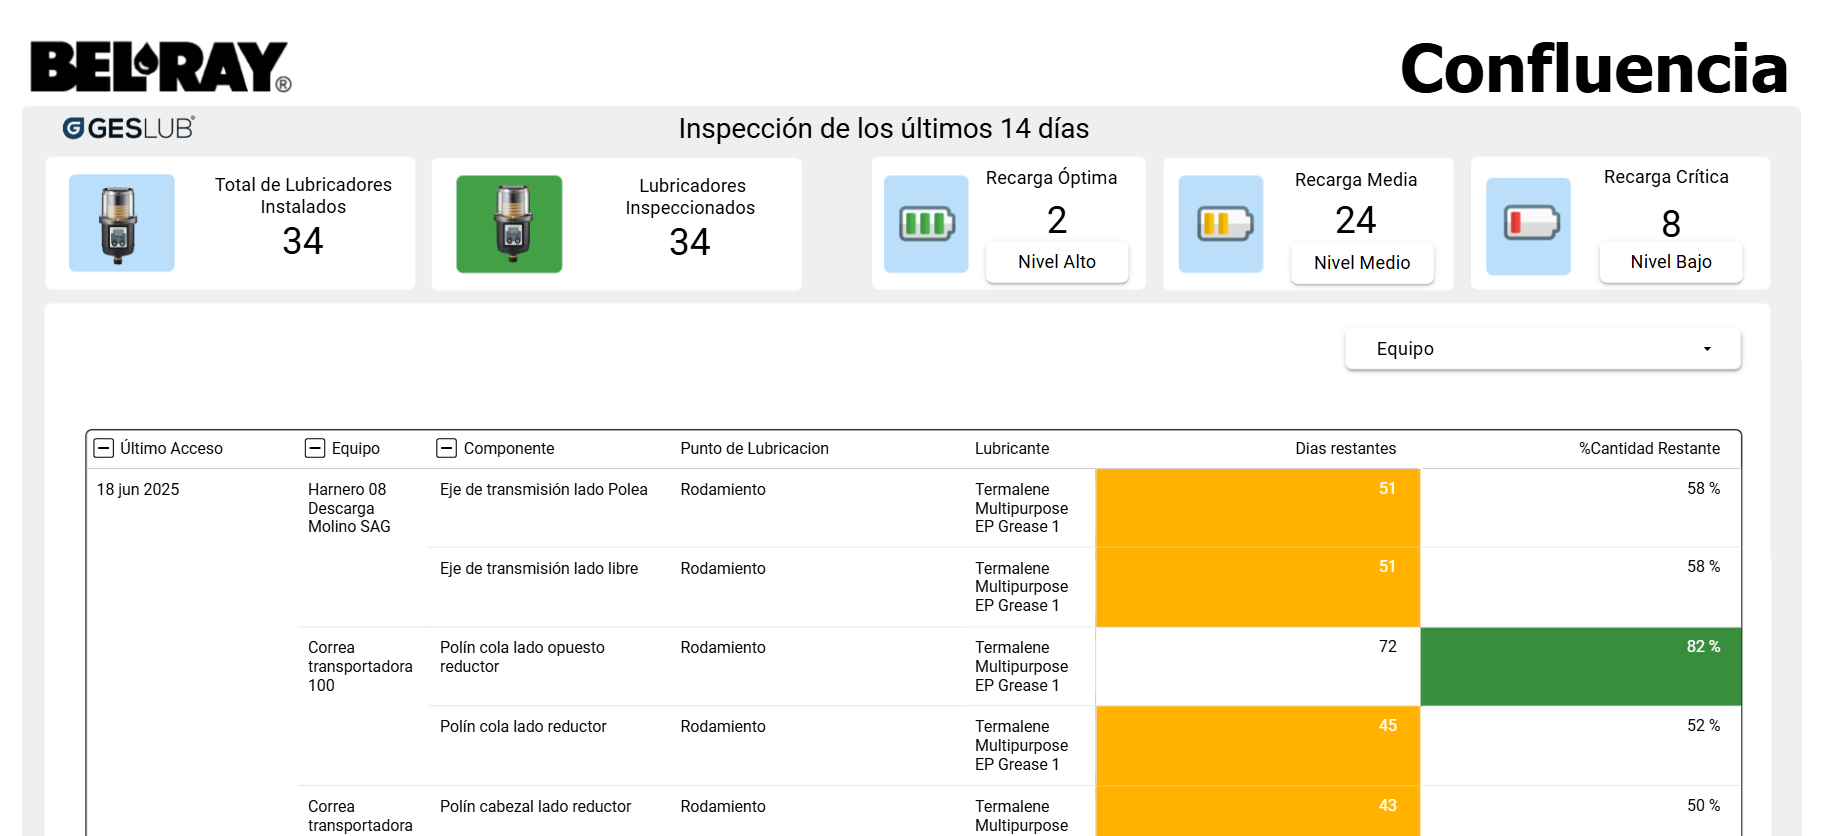 BEL-RAY®
Confluencia
GESLUB®
Inspección de los últimos 14 días
Total de Lubricadores
Instalados
34
Lubricadores
Inspeccionados
34
Recarga Óptima
2
Nivel Alto
Recarga Media
24
Nivel Medio
Recarga Crítica
8
Nivel Bajo
Equipo
Último Acceso Equipo Componente Punto de Lubricacion Lubricante Dias restantes %Cantidad Restante
18 jun 2025 Harnero 08 Eje de transmisión lado Polea Rodamiento Termalene 51 58 %
Descarga Multipurpose
Molino SAG EP Grease 1
Eje de transmisión lado libre Rodamiento Termalene 51 58 %
Multipurpose
EP Grease 1
Correa Polín cola lado opuesto Rodamiento Termalene 72 82 %
transportadora reductor Multipurpose
100 EP Grease 1
Polín cola lado reductor Rodamiento Termalene 45 52 %
Multipurpose
EP Grease 1
Correa Polín cabezal lado reductor Rodamiento Termalene 43 50 %
transportadora Multipurpose